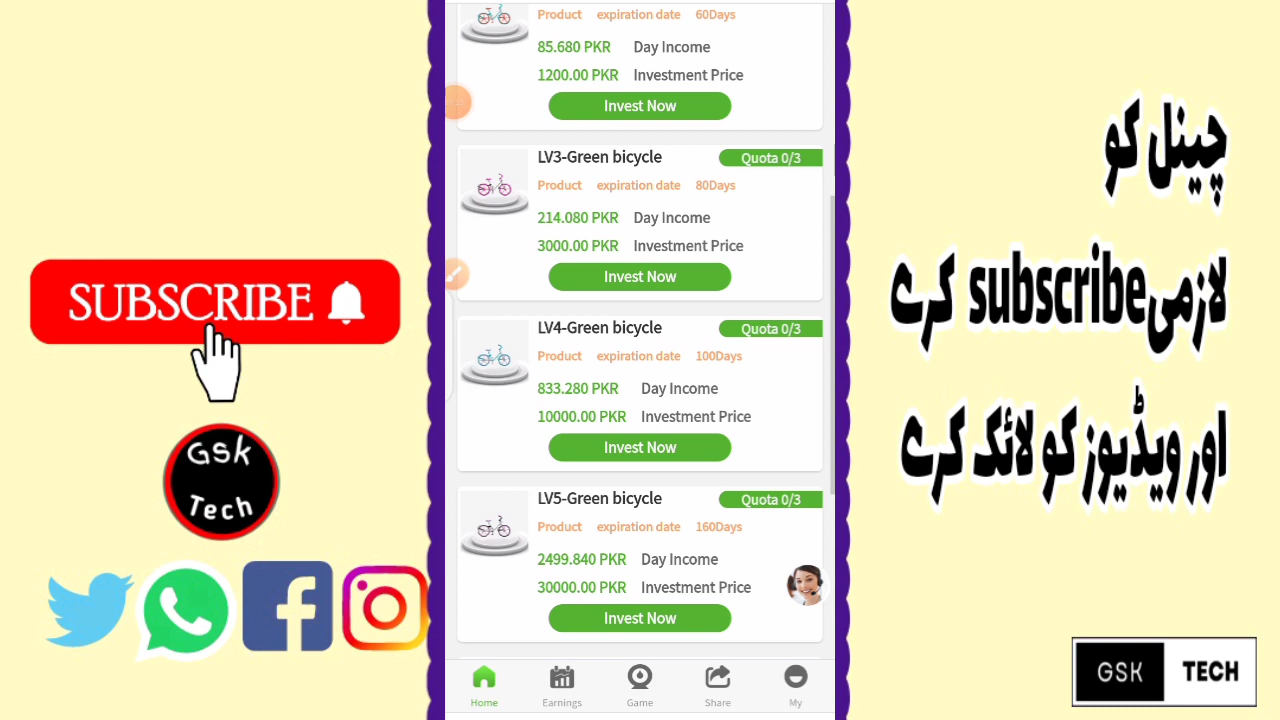 SUBSCRIBE
Gsk
Tech
Product expiration date 60Days
85.680 PKR Day Income
1200.00 PKR Investment Price
Invest Now
LV3-Green bicycle Quota 0/3
Product expiration date 80Days
214.080 PKR Day Income
3000.00 PKR Investment Price
Invest Now
LV4-Green bicycle Quota 0/3
Product expiration date 100Days
833.280 PKR Day Income
10000.00 PKR Investment Price
Invest Now
LV5-Green bicycle Quota 0/3
Product expiration date 160Days
2499.840 PKR Day Income
30000.00 PKR Investment Price
Invest Now
Home Earnings Game Share My
چینل کو
لازمی subscribe کرے
اور ویڈیوز کو لائک کرے
GSK TECH